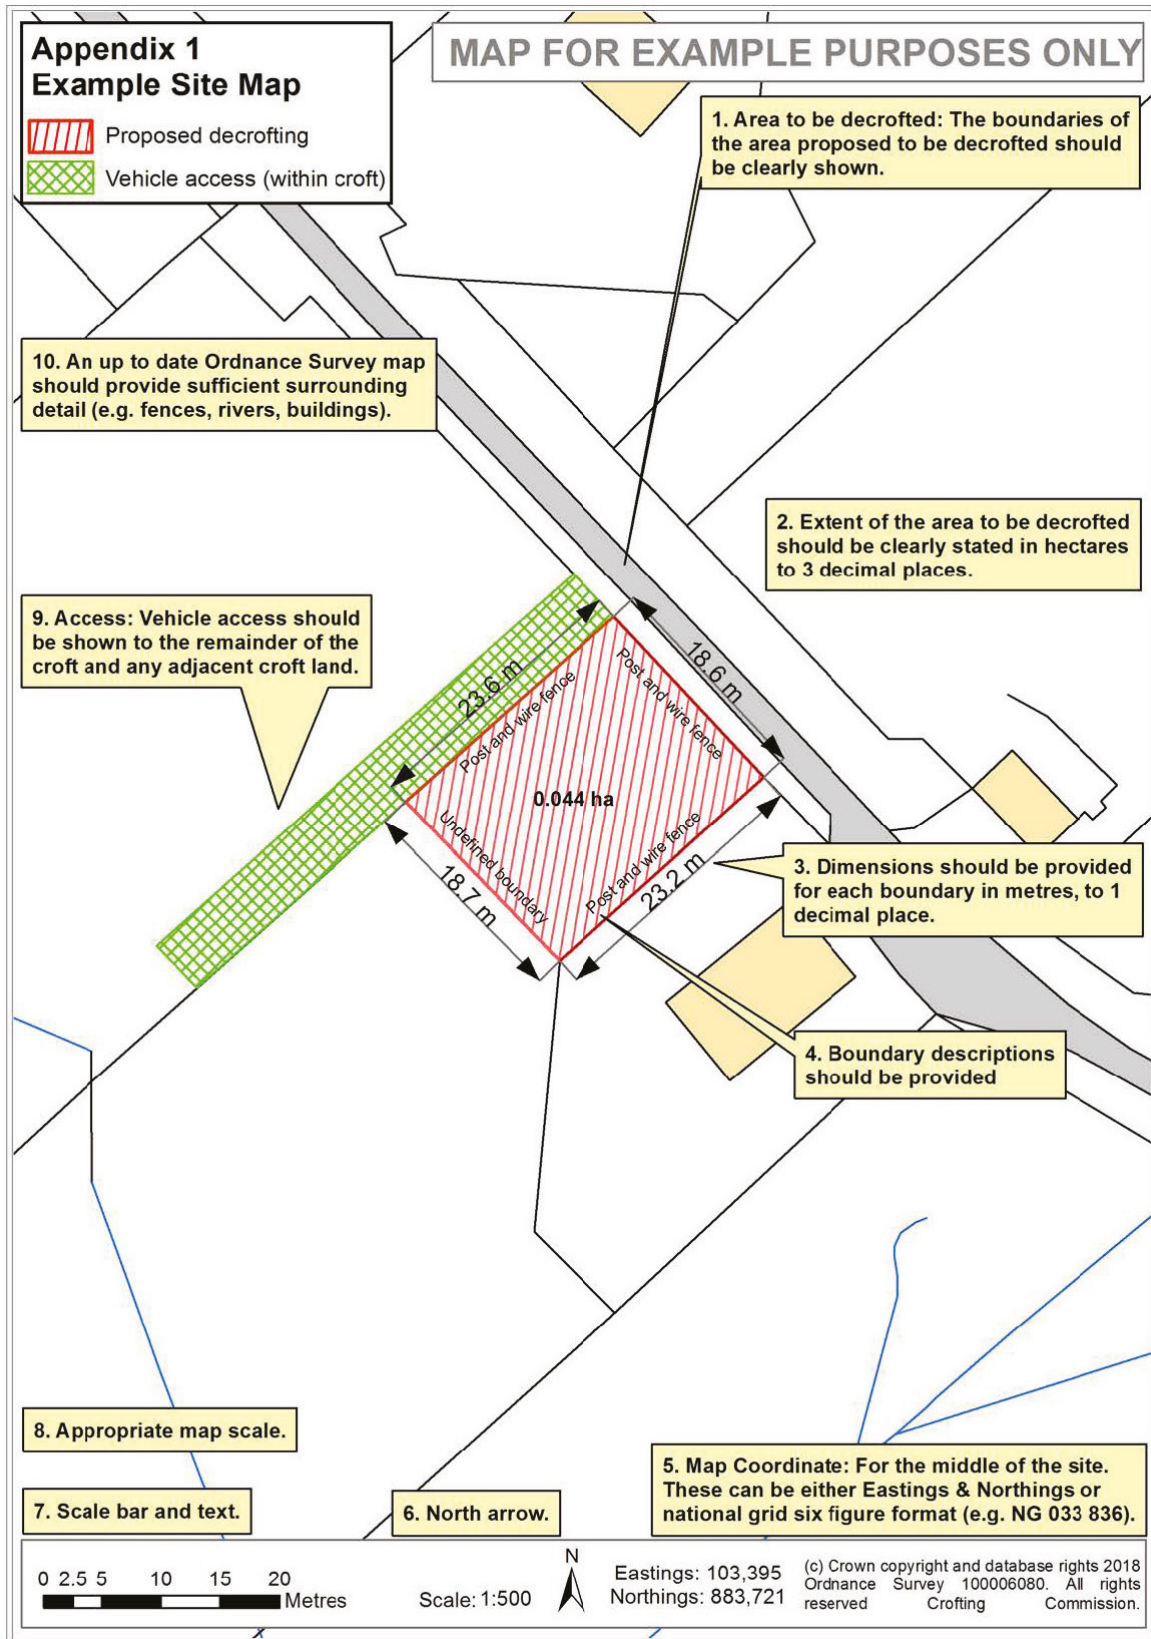 Appendix 1
Example Site Map
Proposed decrofting
Vehicle access (within croft)
MAP FOR EXAMPLE PURPOSES ONLY
1. Area to be decrofted: The boundaries of
the area proposed to be decrofted should
be clearly shown.
10. An up to date Ordnance Survey map
should provide sufficient surrounding
detail (e.g. fences, rivers, buildings).
2. Extent of the area to be decrofted
should be clearly stated in hectares
to 3 decimal places.
9. Access: Vehicle access should
be shown to the remainder of the
croft and any adjacent croft land.
23.6 m
Post and wire fence
18.6 m
Post and wire fence
0.044 ha
Undefined boundary
18.7 m
Post and wire fence
23.2 m
3. Dimensions should be provided
for each boundary in metres, to 1
decimal place.
4. Boundary descriptions
should be provided
8. Appropriate map scale.
7. Scale bar and text.
6. North arrow.
5. Map Coordinate: For the middle of the site.
These can be either Eastings & Northings or
national grid six figure format (e.g. NG 033 836).
0 2.5 5 10 15 20
Metres
Scale: 1:500
N
Eastings: 103,395
Northings: 883,721
(c) Crown copyright and database rights 2018
Ordnance Survey 100006080. All rights
reserved Crofting Commission.